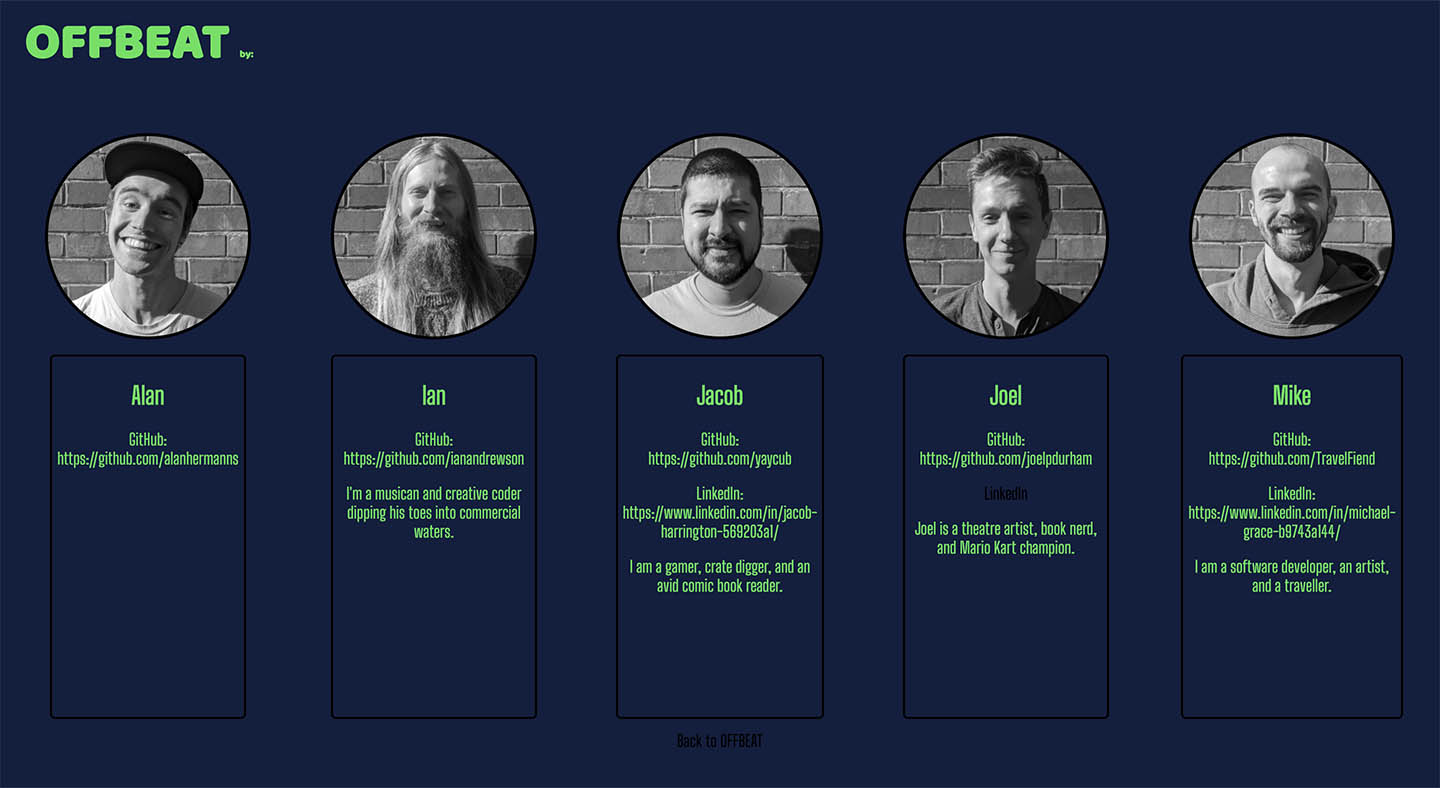 OFFBEAT by:
Alan
GitHub:
https://github.com/alanhermanns
Ian
GitHub:
https://github.com/ianandrewson
I'm a musican and creative coder
dipping his toes into commercial
waters.
Jacob
GitHub:
https://github.com/yaycub
LinkedIn:
https://www.linkedin.com/in/jacob-
harrington-569203a1/
I am a gamer, crate digger, and an
avid comic book reader.
Joel
GitHub:
https://github.com/joelpdurham
LinkedIn
Joel is a theatre artist, book nerd,
and Mario Kart champion.
Mike
GitHub:
https://github.com/TravelFiend
LinkedIn:
https://www.linkedin.com/in/michael-
grace-b9743a144/
I am a software developer, an artist,
and a traveller.
Back to OFFBEAT